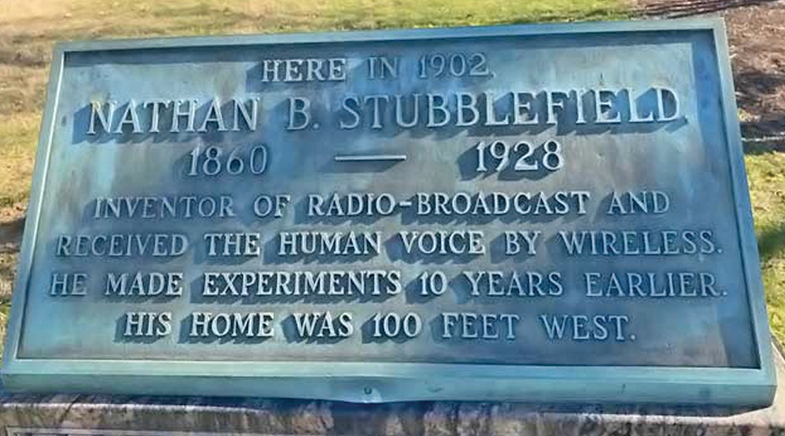 HERE IN 1902,
NATHAN B. STUBBLEFIELD
1860 — 1928
INVENTOR OF RADIO-BROADCAST AND
RECEIVED THE HUMAN VOICE BY WIRELESS.
HE MADE EXPERIMENTS 10 YEARS EARLIER.
HIS HOME WAS 100 FEET WEST.